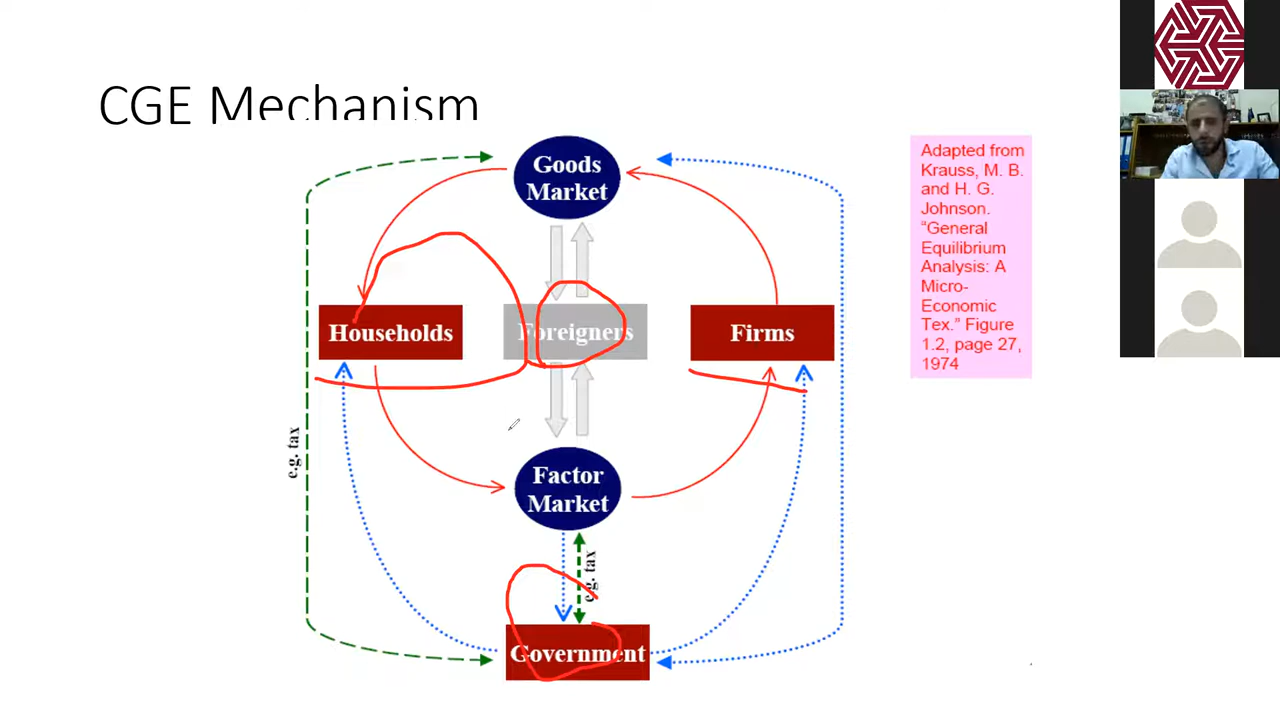 CGE Mechanism
Goods
Market
Households
Foreigners
Firms
e.g. tax
Factor
Market
e.g. tax
Government
Adapted from
Krauss, M. B.
and H. G.
Johnson.
“General
Equilibrium
Analysis: A
Micro-
Economic
Tex.” Figure
1.2, page 27,
1974